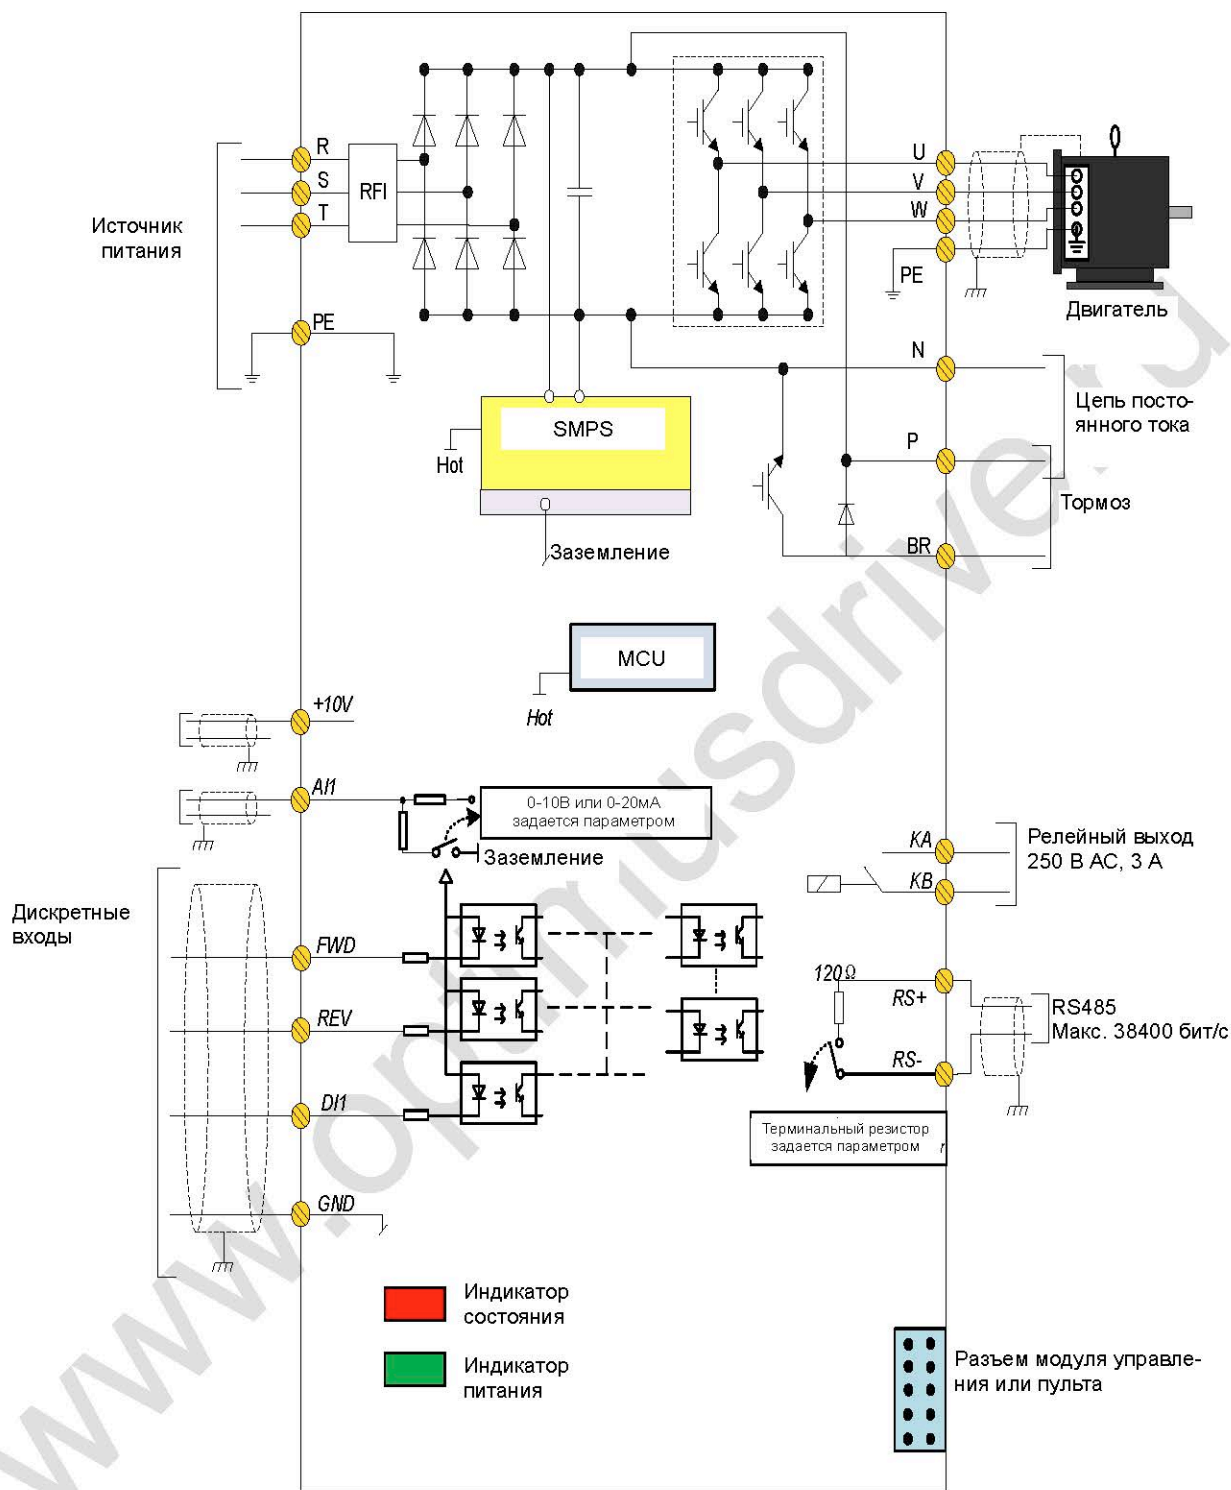 R
S
T
RFI
Источник
питания
PE
U
V
W
PE
Двигатель
N
Цепь посто-
янного тока
P
Тормоз
BR
SMPS
Hot
Заземление
MCU
Hot
+10V
AI1
0-10В или 0-20мА
задается параметром
Заземление
KA
KB
Релейный выход
250 В АС, 3 А
Дискретные
входы
FWD
REV
DI1
GND
120Ω
RS+
RS-
RS485
Макс. 38400 бит/с
Терминальный резистор
задается параметром
Индикатор
состояния
Индикатор
питания
Разъем модуля управле-
ния или пульта
www.optimusdrive.ru